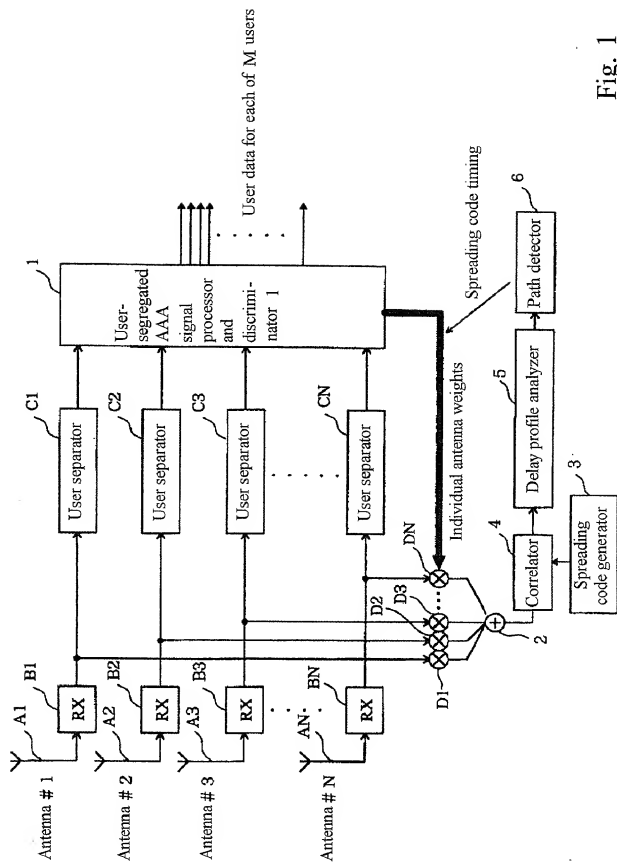 Antenna # 1
A1
B1
RX
C1
User separator
Antenna # 2
A2
B2
RX
C2
User separator
Antenna # 3
A3
B3
RX
C3
User separator
Antenna # N
AN
BN
RX
CN
User separator
1
User-
segregated
AAA
signal
processor
and
discrimi-
nator 1
User data for each of M users
D1
D2
D3
DN
Individual antenna weights
Spreading code timing
2
4
Correlator
5
Delay profile analyzer
6
Path detector
3
Spreading
code generator
Fig. 1